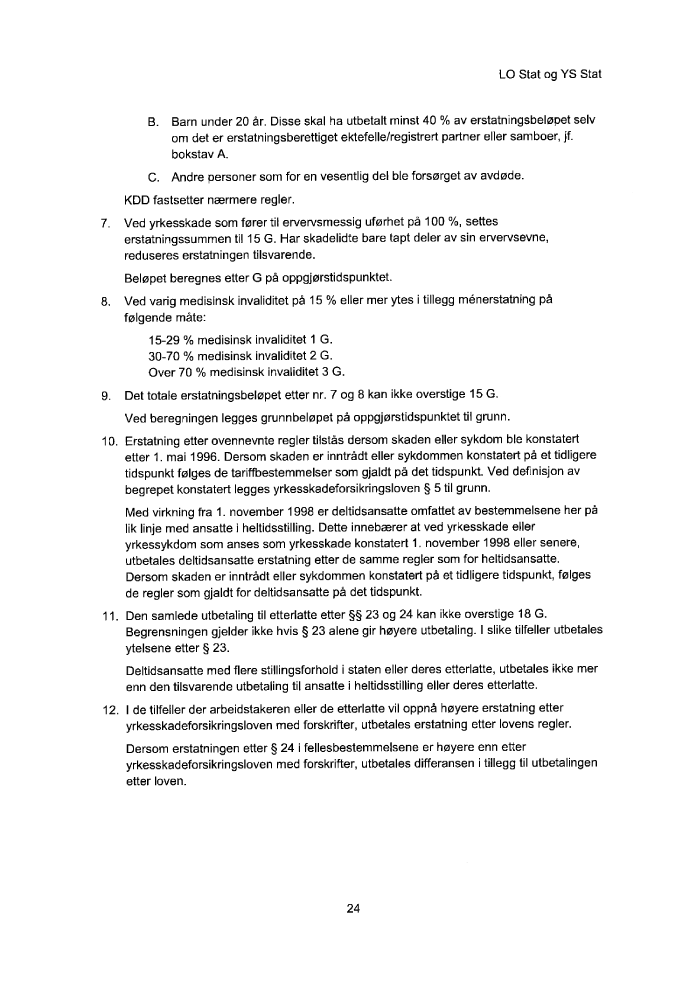 LO Stat og YS Stat
B. Barn under 20 år. Disse skal ha utbetalt minst 40 % av erstatningsbeløpet selv
om det er erstatningsberettiget ektefelle/registrert partner eller samboer, jf.
bokstav A.
C. Andre personer som for en vesentlig del ble forsørget av avdøde.
KDD fastsetter nærmere regler.
7. Ved yrkesskade som fører til ervervsmessig uførhet på 100 %, settes
erstatningssummen til 15 G. Har skadelidte bare tapt deler av sin ervervsevne,
reduseres erstatningen tilsvarende.
Beløpet beregnes etter G på oppgjørstidspunktet.
8. Ved varig medisinsk invaliditet på 15 % eller mer ytes i tillegg ménerstatning på
følgende måte:
15-29 % medisinsk invaliditet 1 G.
30-70 % medisinsk invaliditet 2 G.
Over 70 % medisinsk invaliditet 3 G.
9. Det totale erstatningsbeløpet etter nr. 7 og 8 kan ikke overstige 15 G.
Ved beregningen legges grunnbeløpet på oppgjørstidspunktet til grunn.
10. Erstatning etter ovennevnte regler tilstås dersom skaden eller sykdom ble konstatert
etter 1. mai 1996. Dersom skaden er inntrådt eller sykdommen konstatert på et tidligere
tidspunkt følges de tariffbestemmelser som gjaldt på det tidspunkt. Ved definisjon av
begrepet konstatert legges yrkesskadeforsikringsloven § 5 til grunn.
Med virkning fra 1. november 1998 er deltidsansatte omfattet av bestemmelsene her på
lik linje med ansatte i heltidsstilling. Dette innebærer at ved yrkesskade eller
yrkessykdom som anses som yrkesskade konstatert 1. november 1998 eller senere,
utbetales deltidsansatte erstatning etter de samme regler som for heltidsansatte.
Dersom skaden er inntrådt eller sykdommen konstatert på et tidligere tidspunkt, følges
de regler som gjaldt for deltidsansatte på det tidspunkt.
11. Den samlede utbetaling til etterlatte etter §§ 23 og 24 kan ikke overstige 18 G.
Begrensningen gjelder ikke hvis § 23 alene gir høyere utbetaling. I slike tilfeller utbetales
ytelsene etter § 23.
Deltidsansatte med flere stillingsforhold i staten eller deres etterlatte, utbetales ikke mer
enn den tilsvarende utbetaling til ansatte i heltidsstilling eller deres etterlatte.
12. I de tilfeller der arbeidstakeren eller de etterlatte vil oppnå høyere erstatning etter
yrkesskadeforsikringsloven med forskrifter, utbetales erstatning etter lovens regler.
Dersom erstatningen etter § 24 i fellesbestemmelsene er høyere enn etter
yrkesskadeforsikringsloven med forskrifter, utbetales differansen i tillegg til utbetalingen
etter loven.
24